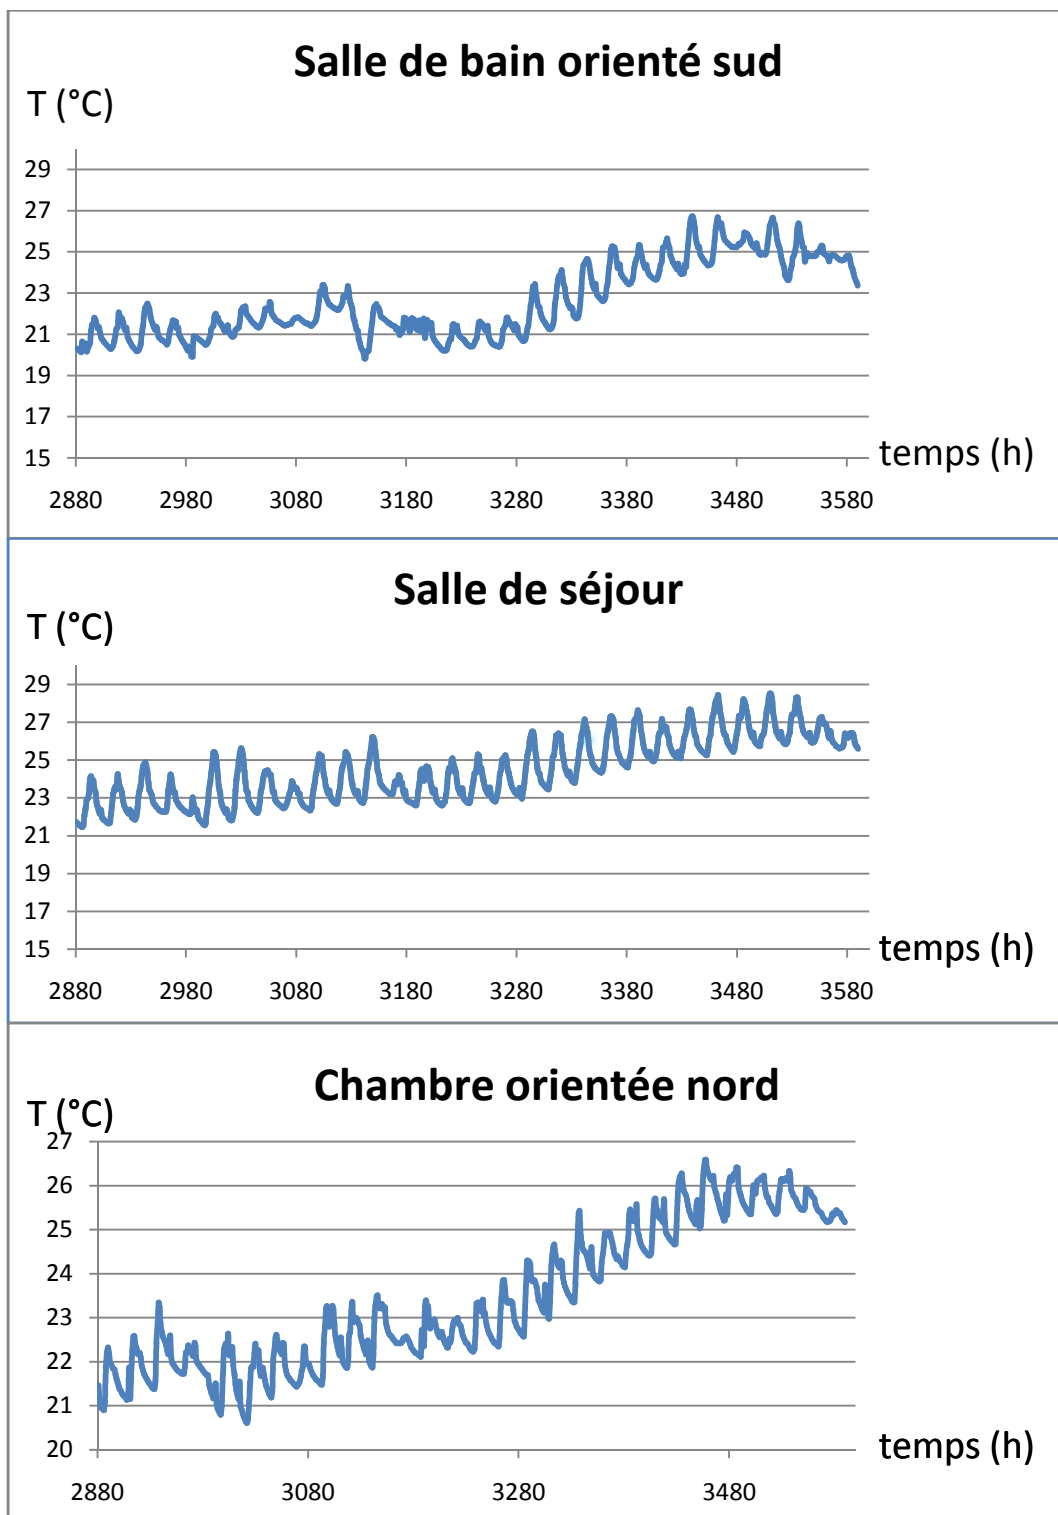 Salle de bain orienté sud
T (°C)
29
27
25
23
21
19
17
15
temps (h)
2880 2980 3080 3180 3280 3380 3480 3580
Salle de séjour
T (°C)
29
27
25
23
21
19
17
15
temps (h)
2880 2980 3080 3180 3280 3380 3480 3580
Chambre orientée nord
T (°C)
27
26
25
24
23
22
21
20
temps (h)
2880 3080 3280 3480